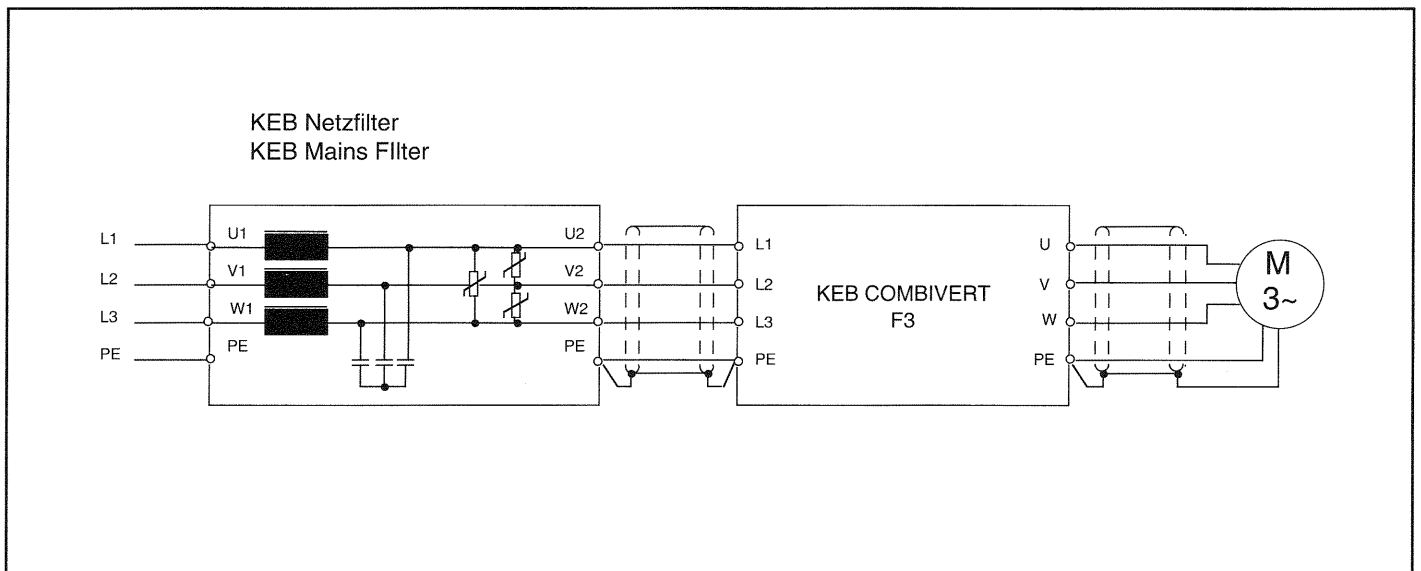 KEB Netzfilter
KEB Mains FIlter
L1
U1
U2
L1
U
L2
V1
V2
L2
V
L3
W1
W2
L3
W
PE
PE
PE
PE
PE
KEB COMBIVERT
F3
M
3~